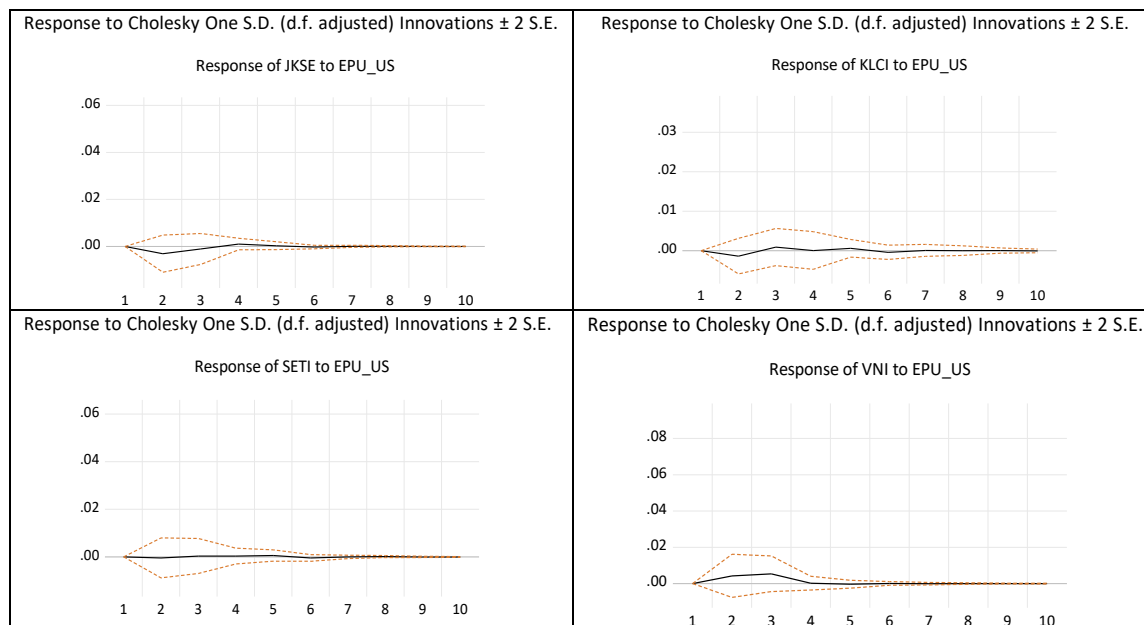 Response to Cholesky One S.D. (d.f. adjusted) Innovations ± 2 S.E.
Response of JKSE to EPU_US
.06
.04
.02
.00
1 2 3 4 5 6 7 8 9 10
Response to Cholesky One S.D. (d.f. adjusted) Innovations ± 2 S.E.
Response of KLCI to EPU_US
.03
.02
.01
.00
1 2 3 4 5 6 7 8 9 10
Response to Cholesky One S.D. (d.f. adjusted) Innovations ± 2 S.E.
Response of SETI to EPU_US
.06
.04
.02
.00
1 2 3 4 5 6 7 8 9 10
Response to Cholesky One S.D. (d.f. adjusted) Innovations ± 2 S.E.
Response of VNI to EPU_US
.08
.06
.04
.02
.00
1 2 3 4 5 6 7 8 9 10